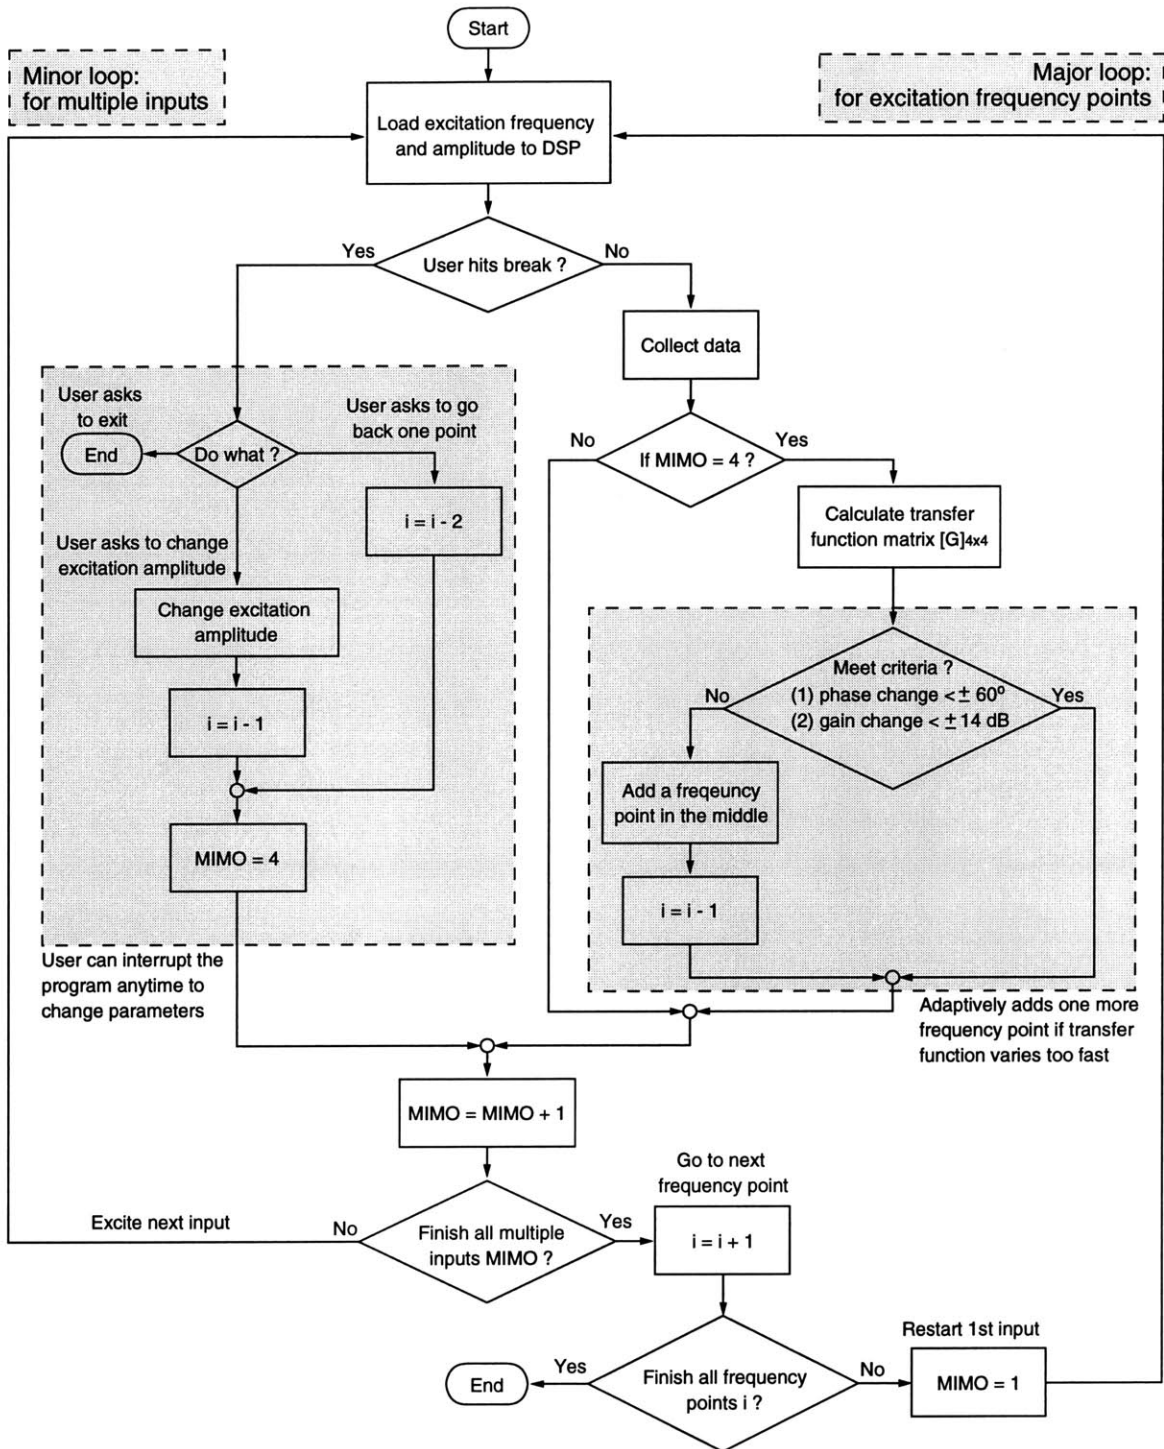 Start
Minor loop:
for multiple inputs
Major loop:
for excitation frequency points
Load excitation frequency
and amplitude to DSP
Yes
User hits break ?
No
Collect data
User asks
to exit
End
Do what ?
User asks to go
back one point
No
If MIMO = 4 ?
Yes
i = i - 2
Calculate transfer
function matrix [G]4x4
User asks to change
excitation amplitude
Change excitation
amplitude
i = i - 1
MIMO = 4
No
Meet criteria ?
(1) phase change < ± 60º
(2) gain change < ± 14 dB
Yes
Add a freqeuncy
point in the middle
i = i - 1
User can interrupt the
program anytime to
change parameters
Adaptively adds one more
frequency point if transfer
function varies too fast
MIMO = MIMO + 1
Go to next
frequency point
Excite next input
No
Finish all multiple
inputs MIMO ?
Yes
i = i + 1
Restart 1st input
End
Yes
Finish all frequency
points i ?
No
MIMO = 1